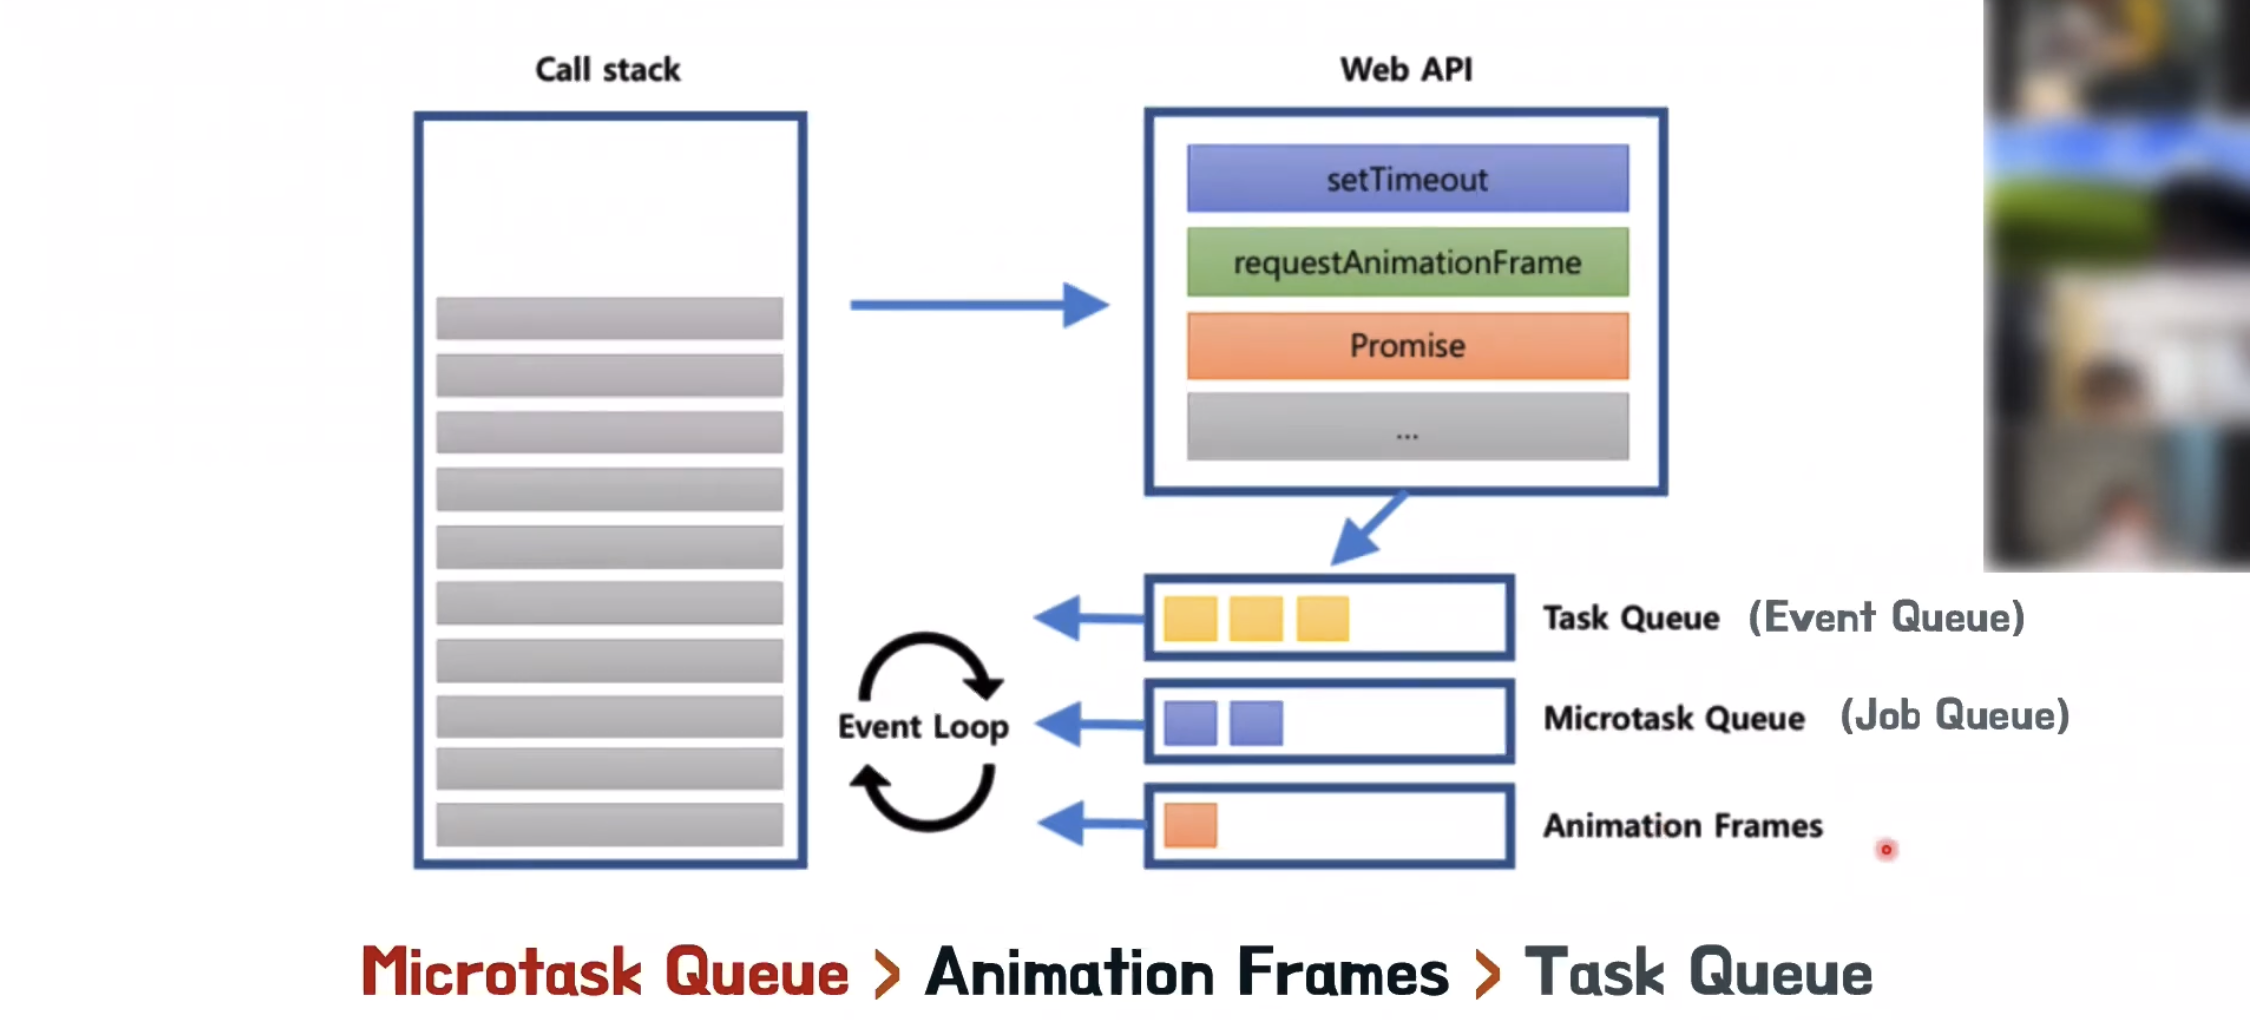 Call stack
Web API
setTimeout
requestAnimationFrame
Promise
...
Task Queue (Event Queue)
Event Loop
Microtask Queue (Job Queue)
Animation Frames
Microtask Queue > Animation Frames > Task Queue